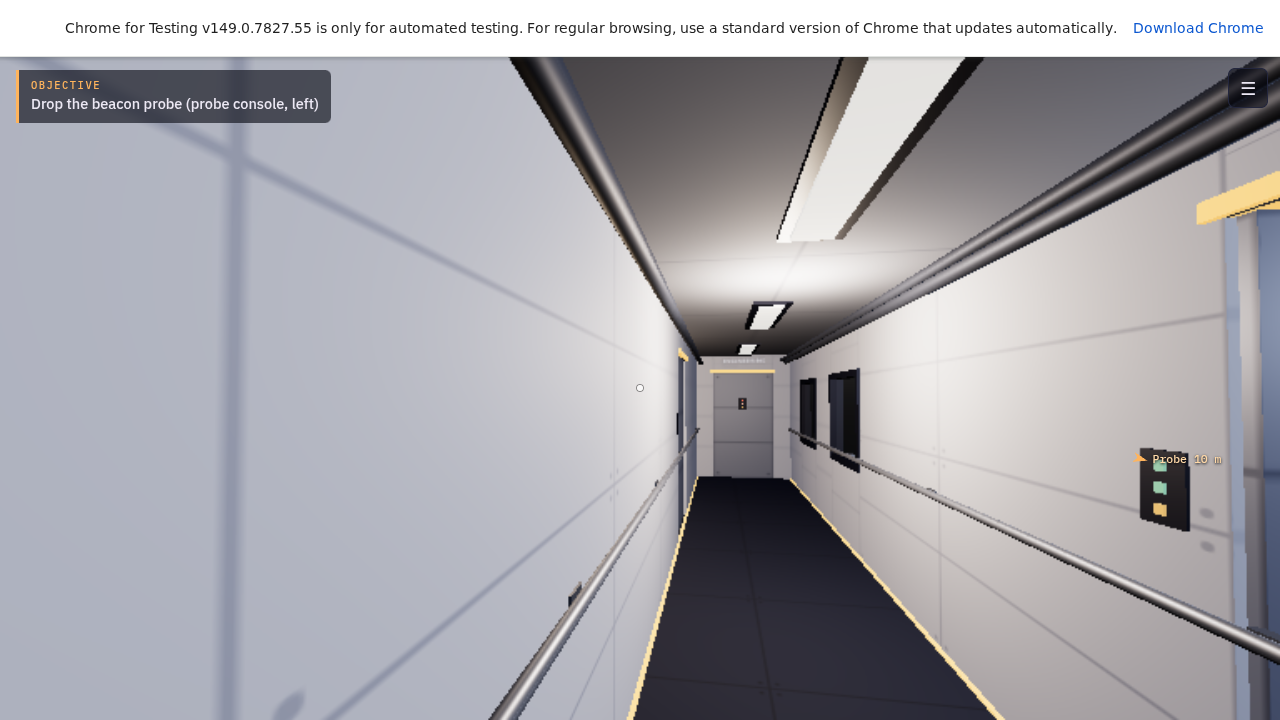 Chrome for Testing v149.0.7827.55 is only for automated testing. For regular browsing, use a standard version of Chrome that updates automatically. Download Chrome
OBJECTIVE
Drop the beacon probe (probe console, left)
Probe 10 m